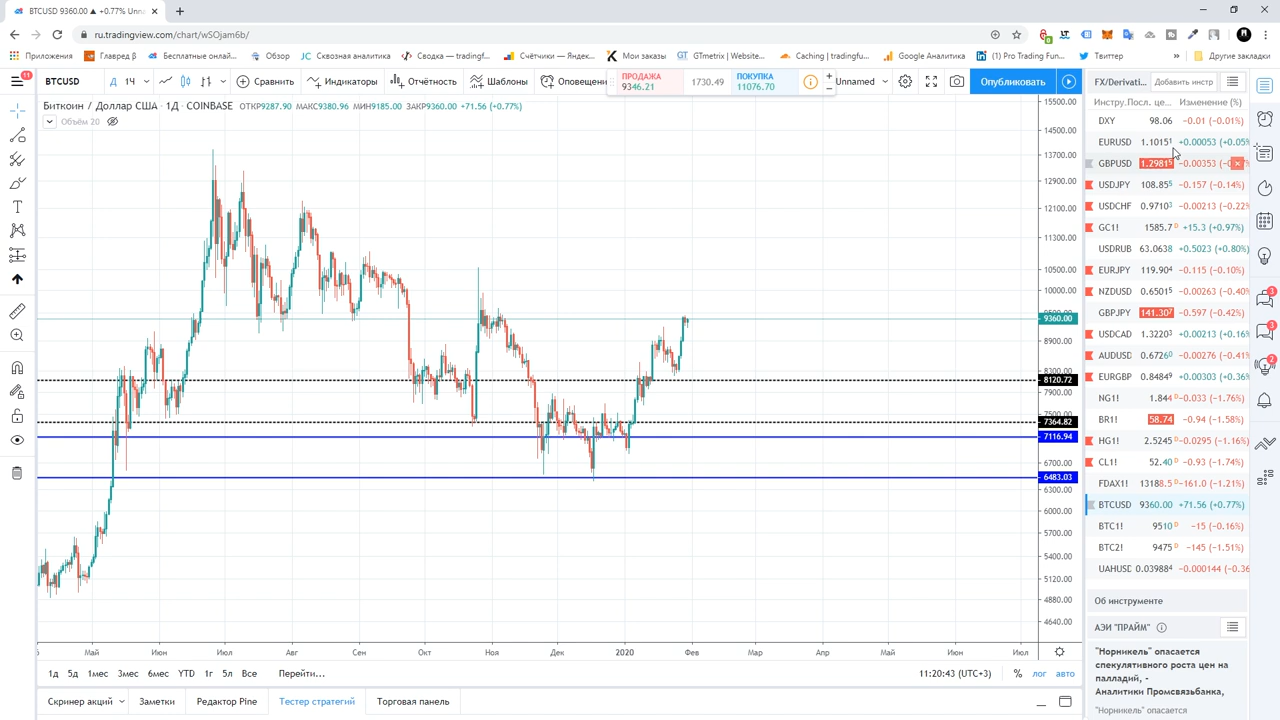 BTCUSD 9360.00 ▲ +0.77% Unna
ru.tradingview.com/chart/wSOjam6b/
Приложения Главред β Бесплатные онлай... Обзор Сксновная писалка Сводка — tradingf... Счётчики — Яндекс... Мои заказы GTmetrix | Website... Caching | tradingfu... Google Аналитика (1) Pro Trading Fun... Твиттер » Другие закладки
11 BTCUSD Д 1Ч Сравнить Индикаторы Отчётность Шаблоны Оповещени
ПРОДАЖА 9346.21 1730.49 ПОКУПКА 11076.70 + − Unnamed Опубликовать
FX/Derivati... Добавить инстр
Биткоин / Доллар США · 1Д · COINBASE ОТКР9287.90 МАКС9380.96 МИН9185.00 ЗАКР9360.00 +71.56 (+0.77%)
Объём 20
15500.00
14500.00
13700.00
12900.00
12100.00
11300.00
10500.00
10000.00
9360.00
8900.00
8120.72
7900.00
7500.00
7364.82
7116.94
6700.00
6483.03
6300.00
6000.00
5700.00
5400.00
5120.00
4880.00
4640.00
Май Июн Июл Авг Сен Окт Ноя Дек 2020 Фев Мар Апр Май Июн Июл
1д 5д 1мес 3мес 6мес YTD 1г 5л Все Перейти... 11:20:43 (UTC+3) % лог авто
Скринер акций Заметки Редактор Pine Тестер стратегий Торговая панель
Инстру. Посл. це... Изменение (%)
DXY 98.06 −0.01 (−0.01%)
EURUSD 1.10151 +0.00053 (+0.05%
GBPUSD 1.29815 −0.00353 (−0
USDJPY 108.855 −0.157 (−0.14%)
USDCHF 0.97103 −0.00213 (−0.22%
GC1! 1585.7 D +15.3 (+0.97%)
USDRUB 63.0638 +0.5023 (+0.80%)
EURJPY 119.904 −0.115 (−0.10%)
NZDUSD 0.65015 −0.00263 (−0.40%
GBPJPY 141.307 −0.597 (−0.42%)
USDCAD 1.32203 +0.00213 (+0.16%
AUDUSD 0.67260 −0.00276 (−0.41%
EURGBP 0.84849 +0.00303 (+0.36%
NG1! 1.844 D −0.033 (−1.76%)
BR1! 58.74 −0.94 (−1.58%)
HG1! 2.5245 D −0.0295 (−1.16%)
CL1! 52.40 D −0.93 (−1.74%)
FDAX1! 13188.5 D −161.0 (−1.21%)
BTCUSD 9360.00 +71.56 (+0.77%)
BTC1! 9510 D −15 (−0.16%)
BTC2! 9475 D −145 (−1.51%)
UAHUSD 0.039884 −0.000144 (−0.36
Об инструменте
АЭИ "ПРАЙМ"
"Норникель" опасается
спекулятивного роста цен на
палладий, -
Аналитики Промсвязьбанка,
"Норникель" опасается
3
3
2